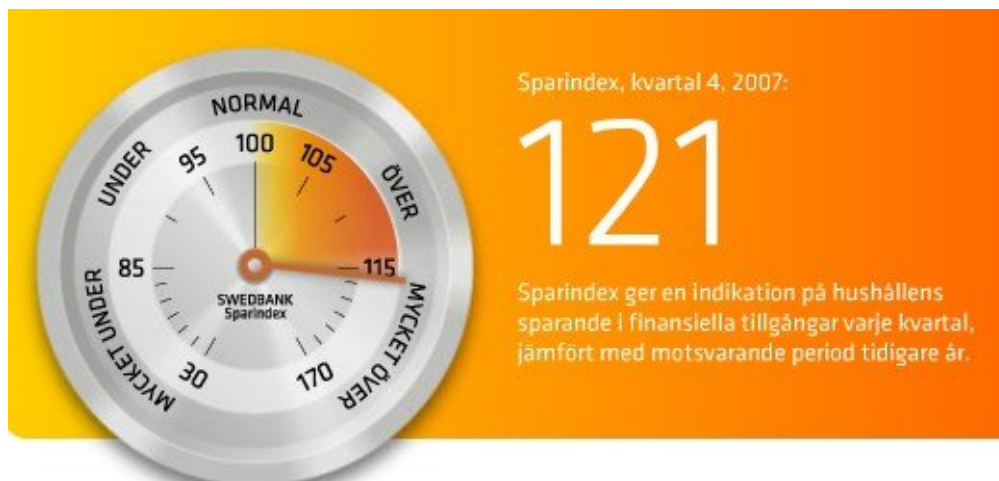 NORMAL
UNDER
ÖVER
MYCKET UNDER
MYCKET ÖVER
95
100
105
85
115
30
170
SWEDBANK
Sparindex
Sparindex, kvartal 4, 2007:
121
Sparindex ger en indikation på hushållens
sparande i finansiella tillgångar varje kvartal,
jämfört med motsvarande period tidigare år.